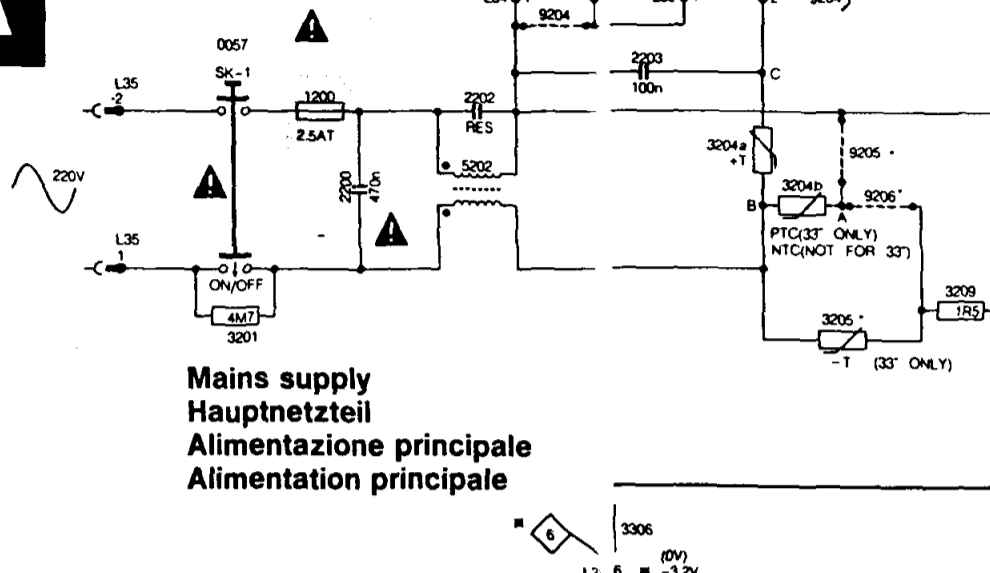 9204
0057
SK-1
2203
100n
C
L35
-2
1200
2.5AT
2202
RES
3204a
+T
9205
220V
2200
470n
5202
3204b
9206
B
A
PTC(33" ONLY)
NTC(NOT FOR 33")
L35
1
ON/OFF
4M7
3201
3209
1R5
3205
-T (33" ONLY)
Mains supply
Hauptnetzteil
Alimentazione principale
Alimentation principale
6
3306
(0V)
-3.2V